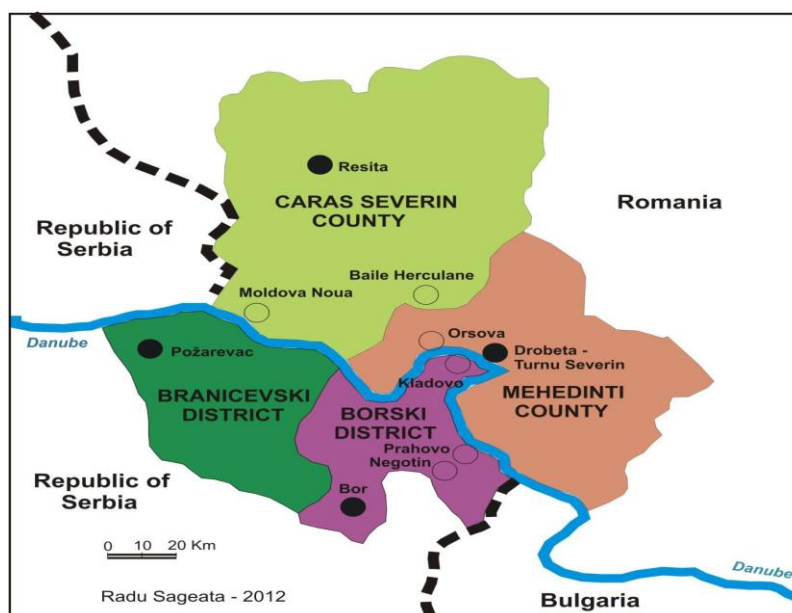 Resita
CARAS SEVERIN
COUNTY
Romania
Republic of
Serbia
Baile Herculane
Moldova Noua
Orsova
Danube
Požarevac
Drobeta -
Turnu Severin
Kladovo
BRANICEVSKI
DISTRICT
BORSKI
DISTRICT
MEHEDINTI
COUNTY
Prahovo
Negotin
Republic of
Serbia
Bor
0 10 20 Km
Danube
Radu Sageata - 2012
Bulgaria